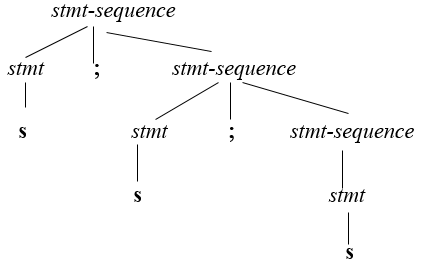 stmt-sequence
stmt ; stmt-sequence
s stmt ; stmt-sequence
s stmt
s